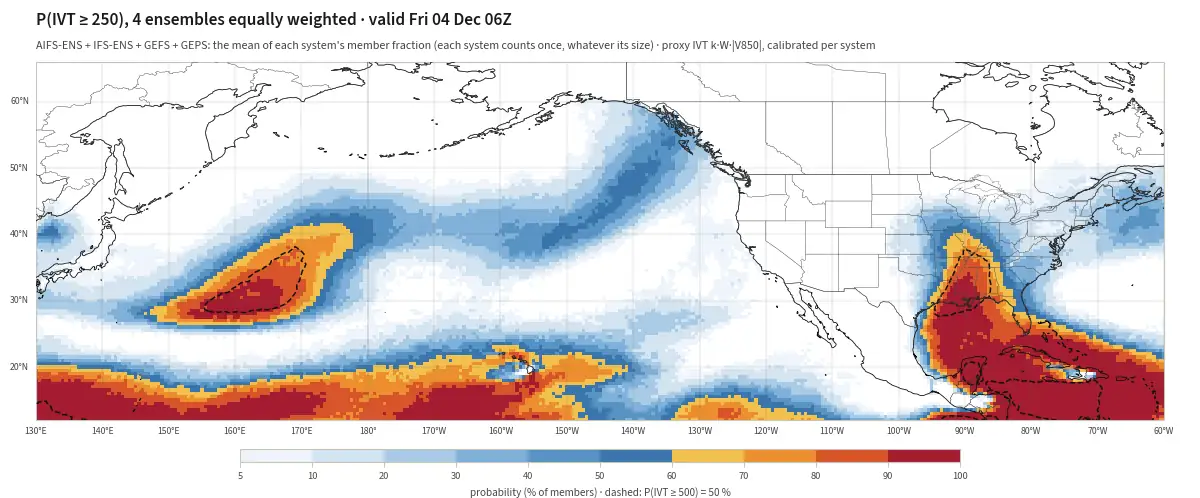 P(IVT ≥ 250), 4 ensembles equally weighted · valid Fri 04 Dec 06Z
AIFS-ENS + IFS-ENS + GEFS + GEPS: the mean of each system's member fraction (each system counts once, whatever its size) · proxy IVT k·W·|V850|, calibrated per system
60°N
50°N
40°N
30°N
20°N
130°E 140°E 150°E 160°E 170°E 180° 170°W 160°W 150°W 140°W 130°W 120°W 110°W 100°W 90°W 80°W 70°W 60°W
5 10 20 30 40 50 60 70 80 90 100
probability (% of members) · dashed: P(IVT ≥ 500) = 50 %